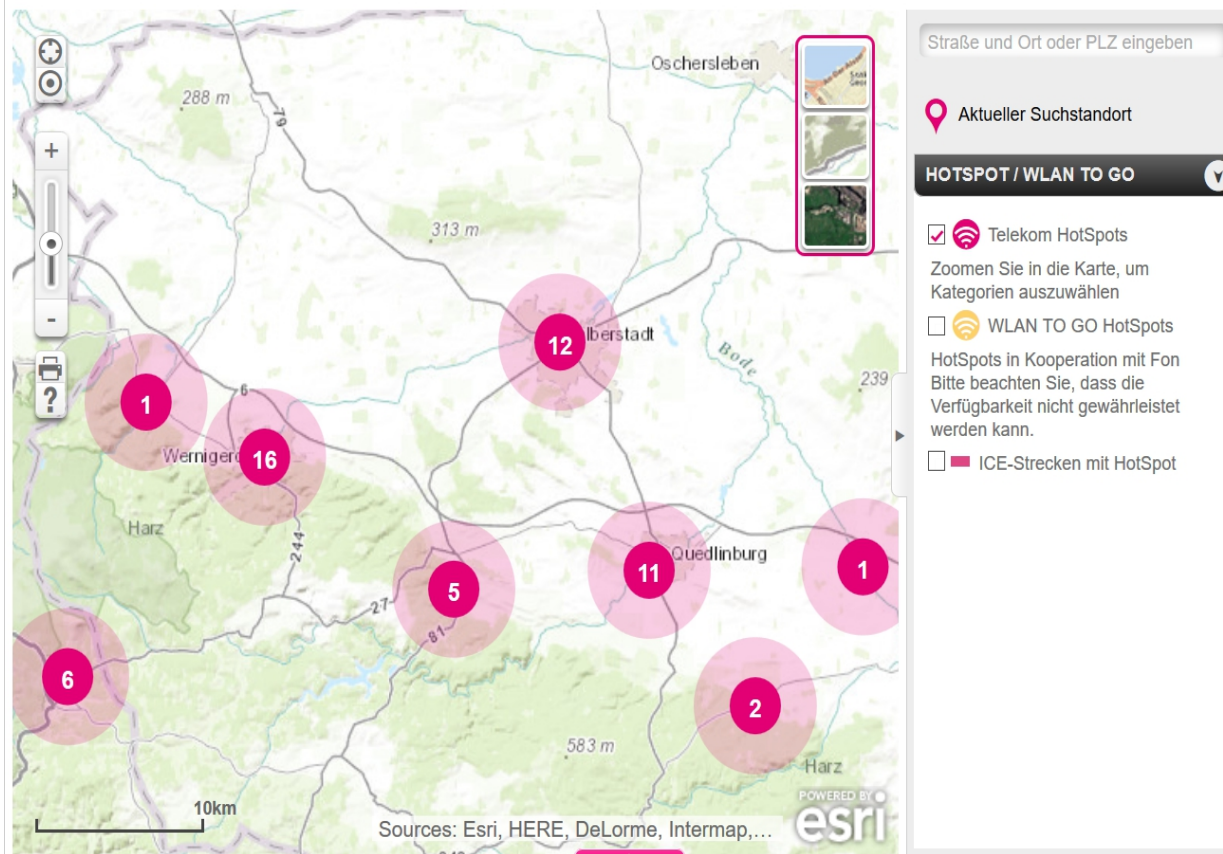 Oschersleben
288 m
79
313 m
12
lberstadt
Bode
239
1
6
Werniger
16
Harz
244
5
11
Quedlinburg
1
27
81
6
2
583 m
Harz
10km
Sources: Esri, HERE, DeLorme, Intermap,...
POWERED BY
esri
+
-
?
Straße und Ort oder PLZ eingeben
Aktueller Suchstandort
HOTSPOT / WLAN TO GO
Telekom HotSpots
Zoomen Sie in die Karte, um
Kategorien auszuwählen
WLAN TO GO HotSpots
HotSpots in Kooperation mit Fon
Bitte beachten Sie, dass die
Verfügbarkeit nicht gewährleistet
werden kann.
ICE-Strecken mit HotSpot